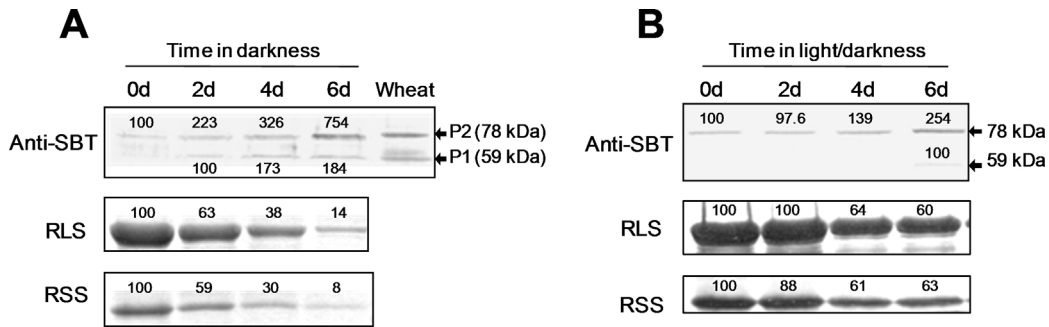 A
Time in darkness
0d 2d 4d 6d Wheat
Anti-SBT
100 223 326 754
P2 (78 kDa)
P1 (59 kDa)
100 173 184
RLS
100 63 38 14
RSS
100 59 30 8
B
Time in light/darkness
0d 2d 4d 6d
Anti-SBT
100 97.6 139 254
78 kDa
100
59 kDa
RLS
100 100 64 60
RSS
100 88 61 63